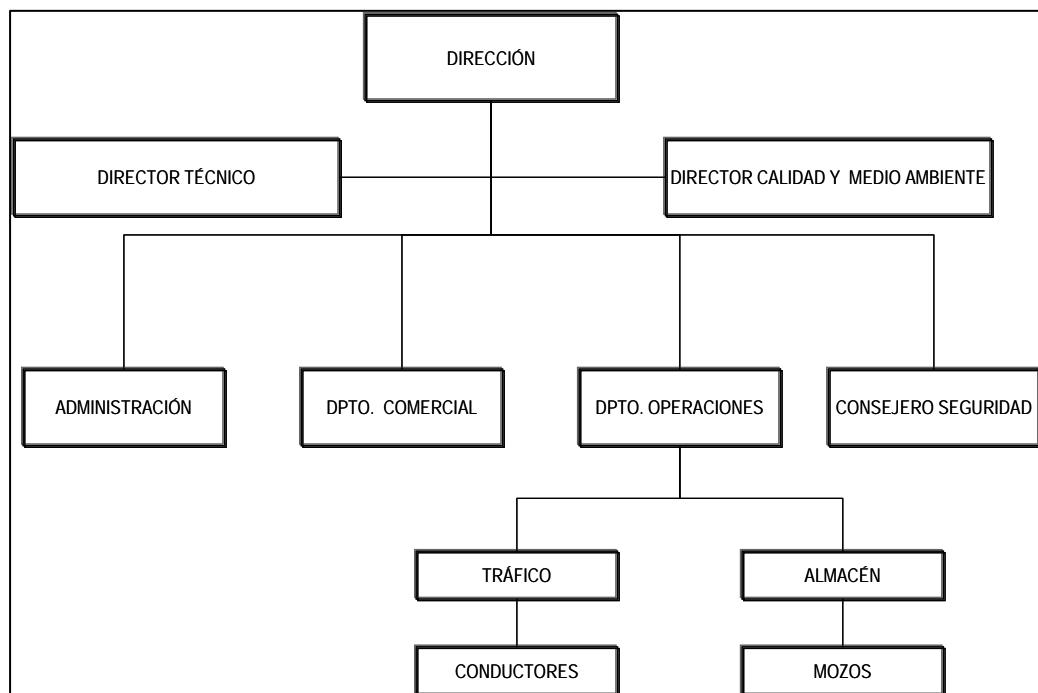 DIRECCIÓN
DIRECTOR TÉCNICO
DIRECTOR CALIDAD Y MEDIO AMBIENTE
ADMINISTRACIÓN
DPTO. COMERCIAL
DPTO. OPERACIONES
CONSEJERO SEGURIDAD
TRÁFICO
ALMACÉN
CONDUCTORES
MOZOS